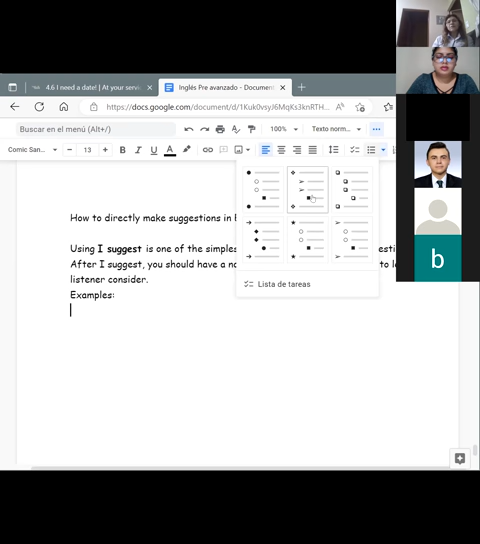 4.6 I need a date! | At your servic
Inglés Pre avanzado - Document
https://docs.google.com/document/d/1Kuk0vsyJ6MqKs3knRTH...
Buscar en el menú (Alt+/)
100%
Texto norm...
Comic San...
13
B I U A
How to directly make suggestions in
Using I suggest is one of the simples
After I suggest, you should have a
listener consider.
Examples:
Lista de tareas
b